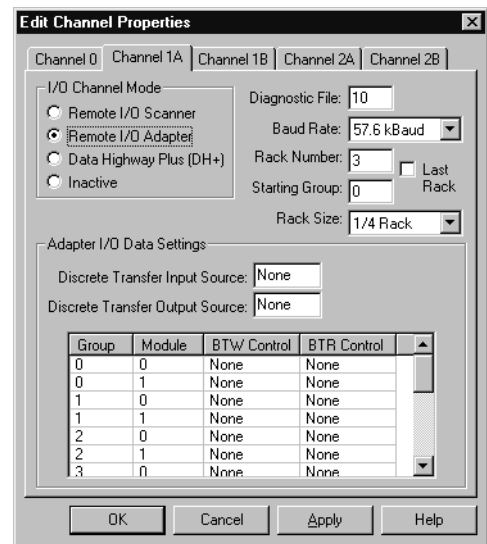 Edit Channel Properties
Channel 0 Channel 1A Channel 1B Channel 2A Channel 2B
I/O Channel Mode
Remote I/O Scanner
Remote I/O Adapter
Data Highway Plus (DH+)
Inactive
Diagnostic File: 10
Baud Rate: 57.6 kBaud
Rack Number: 3
Last Rack
Starting Group: 0
Rack Size: 1/4 Rack
Adapter I/O Data Settings
Discrete Transfer Input Source: None
Discrete Transfer Output Source: None
Group Module BTW Control BTR Control
0 0 None None
0 1 None None
1 0 None None
1 1 None None
2 0 None None
2 1 None None
3 0 None None
OK Cancel Apply Help